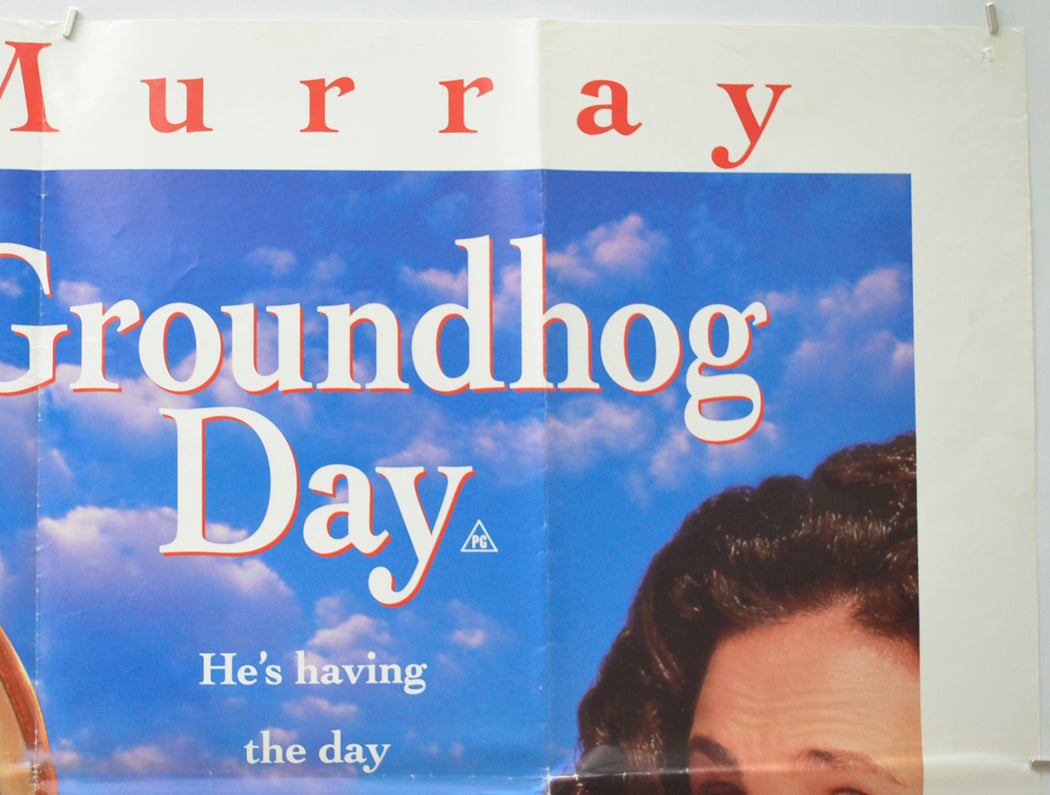 Murray
Groundhog
Day
PG
He's having
the day